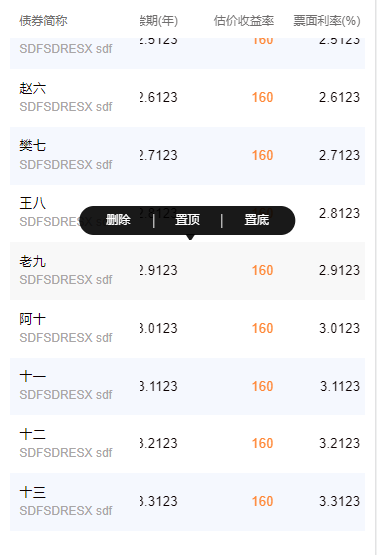 债券简称 期(年) 估价收益率 票面利率(%)
SDFSDRESX sdf 2.5123 160 2.5123
赵六
SDFSDRESX sdf 2.6123 160 2.6123
樊七
SDFSDRESX sdf 2.7123 160 2.7123
王八
SDFSDRESX sdf 2.8123
删除 | 置顶 | 置底
老九
SDFSDRESX sdf 2.9123 160 2.9123
阿十
SDFSDRESX sdf 3.0123 160 3.0123
十一
SDFSDRESX sdf 3.1123 160 3.1123
十二
SDFSDRESX sdf 3.2123 160 3.2123
十三
SDFSDRESX sdf 3.3123 160 3.3123